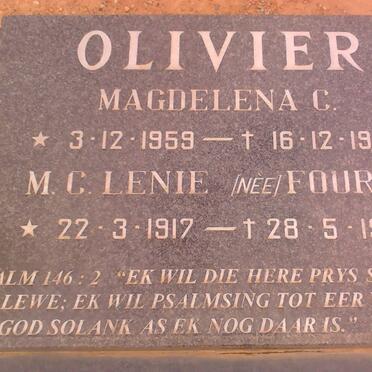 OLIVIER
MAGDELENA C.
★ 3-12-1959 — † 16-12-19
M.C. LENIE [NÈE] FOUR
★ 22-3-1917 — † 28-5-1
ALM 146:2 "EK WIL DIE HERE PRYS S
LEWE; EK WIL PSALMSING TOT EER
GOD SOLANK AS EK NOG DAAR IS."